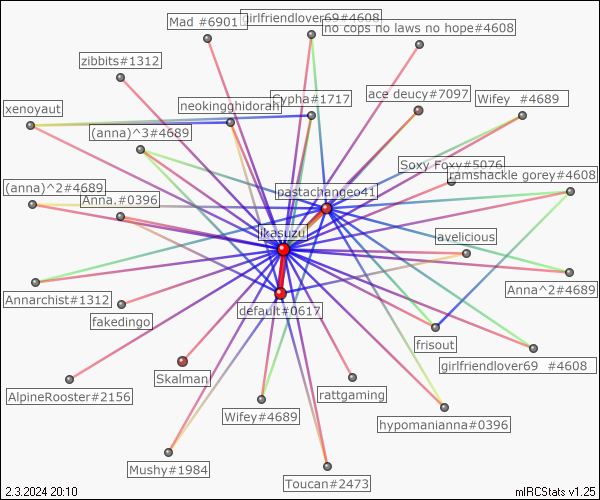 Mad #6901
girlfriendlover69#4608
no cops no laws no hope#4608
zibbits#1312
ace deucy#7097
Wifey #4689
xenoyaut
neokingghidorah
Cypha#1717
(anna)^3#4689
Soxy Foxy#5076
ramshackle gorey#4608
(anna)^2#4689
Anna.#0396
pastachangeo41
ikasuzu
avelicious
Annarchist#1312
Anna^2#4689
fakedingo
default#0617
frisout
girlfriendlover69 #4608
Skalman
AlpineRooster#2156
rattgaming
Wifey#4689
hypomanianna#0396
Mushy#1984
Toucan#2473
2.3.2024 20:10
mIRCStats v1.25